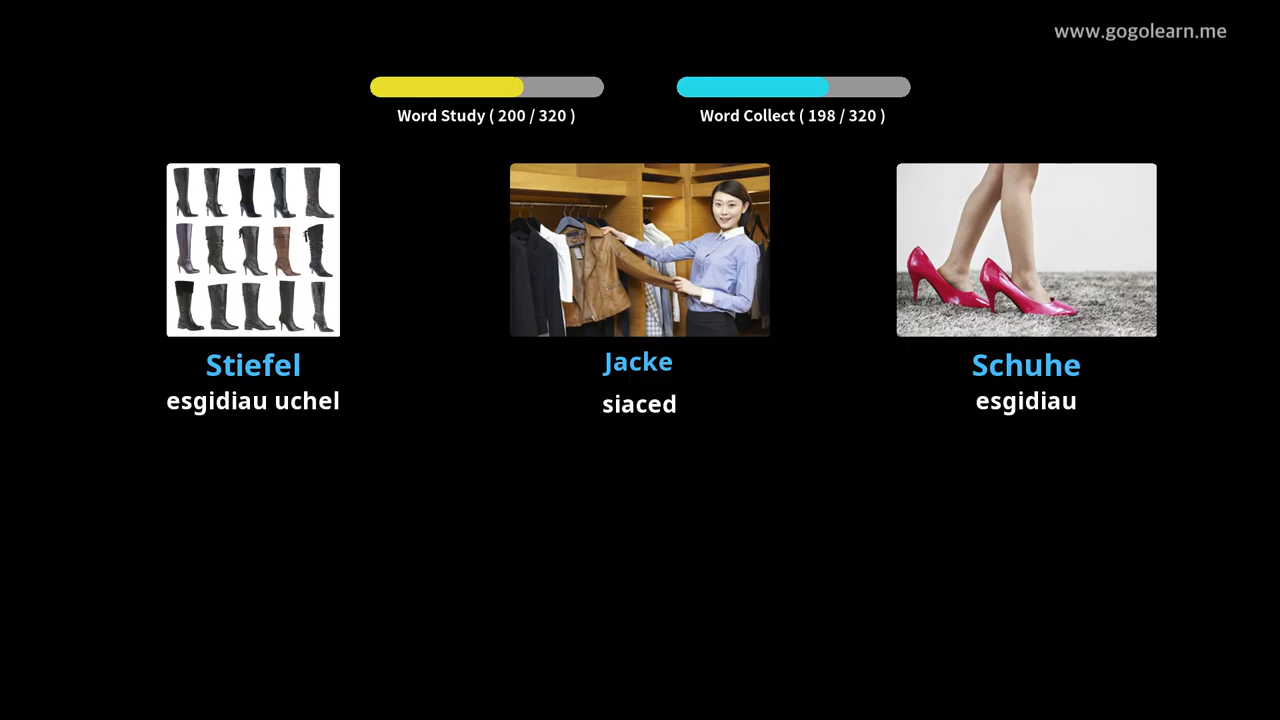 www.gogolearn.me
Word Study ( 200 / 320 )
Word Collect ( 198 / 320 )
Stiefel
esgidiau uchel
Jacke
siaced
Schuhe
esgidiau